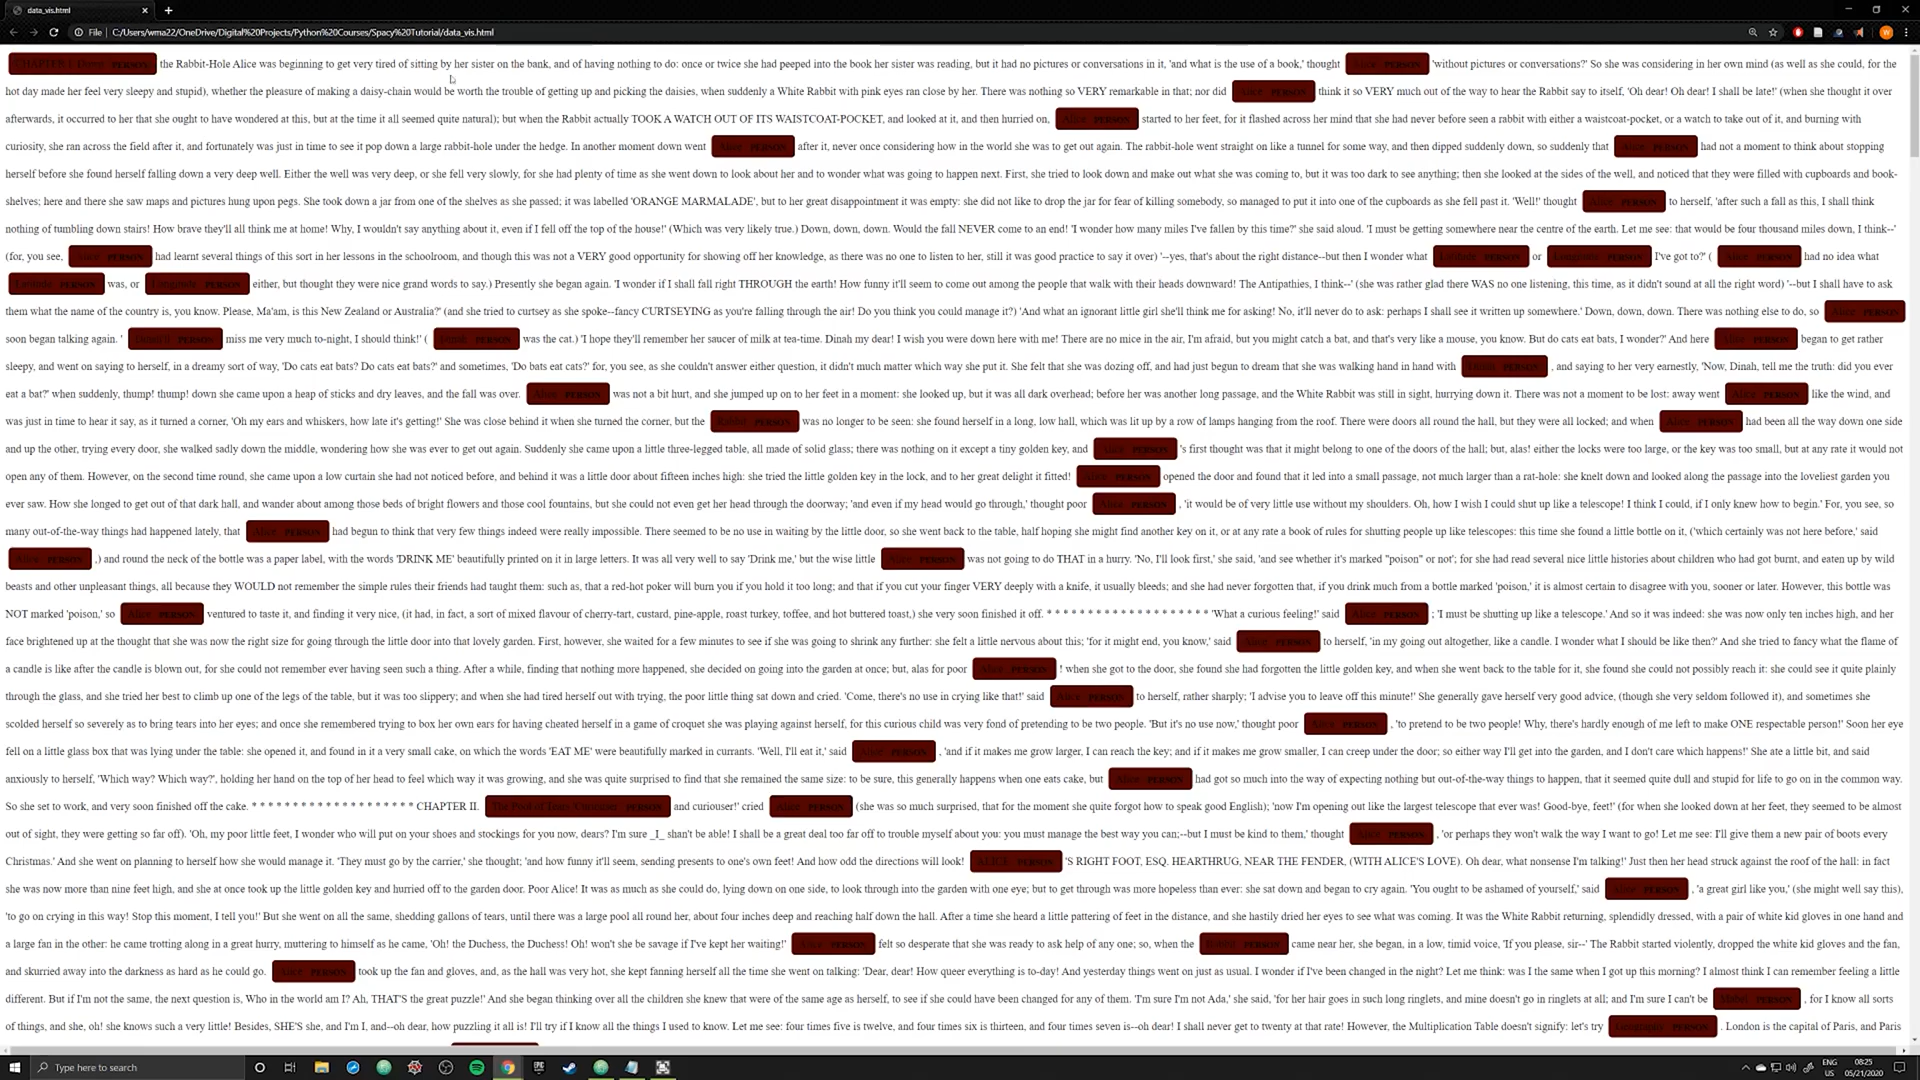 data_vis.html
File C:/Users/wma22/OneDrive/Digital%20Projects/Python%20Courses/Spacy%20Tutorial/data_vis.html
CHAPTER I. Down PERSON the Rabbit-Hole Alice was beginning to get very tired of sitting by her sister on the bank, and of having nothing to do: once or twice she had peeped into the book her sister was reading, but it had no pictures or conversations in it, 'and what is the use of a book,' thought Alice PERSON 'without pictures or conversations?' So she was considering in her own mind (as well as she could, for the
hot day made her feel very sleepy and stupid), whether the pleasure of making a daisy-chain would be worth the trouble of getting up and picking the daisies, when suddenly a White Rabbit with pink eyes ran close by her. There was nothing so VERY remarkable in that; nor did Alice PERSON think it so VERY much out of the way to hear the Rabbit say to itself, 'Oh dear! Oh dear! I shall be late!' (when she thought it over
afterwards, it occurred to her that she ought to have wondered at this, but at the time it all seemed quite natural); but when the Rabbit actually TOOK A WATCH OUT OF ITS WAISTCOAT-POCKET, and looked at it, and then hurried on, Alice PERSON started to her feet, for it flashed across her mind that she had never before seen a rabbit with either a waistcoat-pocket, or a watch to take out of it, and burning with
curiosity, she ran across the field after it, and fortunately was just in time to see it pop down a large rabbit-hole under the hedge. In another moment down went Alice PERSON after it, never once considering how in the world she was to get out again. The rabbit-hole went straight on like a tunnel for some way, and then dipped suddenly down, so suddenly that Alice PERSON had not a moment to think about stopping
herself before she found herself falling down a very deep well. Either the well was very deep, or she fell very slowly, for she had plenty of time as she went down to look about her and to wonder what was going to happen next. First, she tried to look down and make out what she was coming to, but it was too dark to see anything; then she looked at the sides of the well, and noticed that they were filled with cupboards and book-
shelves; here and there she saw maps and pictures hung upon pegs. She took down a jar from one of the shelves as she passed; it was labelled 'ORANGE MARMALADE', but to her great disappointment it was empty: she did not like to drop the jar for fear of killing somebody, so managed to put it into one of the cupboards as she fell past it. 'Well!' thought Alice PERSON to herself, 'after such a fall as this, I shall think
nothing of tumbling down stairs! How brave they'll all think me at home! Why, I wouldn't say anything about it, even if I fell off the top of the house!' (Which was very likely true.) Down, down, down. Would the fall NEVER come to an end! 'I wonder how many miles I've fallen by this time?' she said aloud. 'I must be getting somewhere near the centre of the earth. Let me see: that would be four thousand miles down, I think--'
(for, you see, Alice PERSON had learnt several things of this sort in her lessons in the schoolroom, and though this was not a VERY good opportunity for showing off her knowledge, as there was no one to listen to her, still it was good practice to say it over) '--yes, that's about the right distance--but then I wonder what Latitude PERSON or Longitude PERSON I've got to?' ( Alice PERSON had no idea what
Latitude PERSON was, or Longitude PERSON either, but thought they were nice grand words to say.) Presently she began again. 'I wonder if I shall fall right THROUGH the earth! How funny it'll seem to come out among the people that walk with their heads downward! The Antipathies, I think--' (she was rather glad there WAS no one listening, this time, as it didn't sound at all the right word) '--but I shall have to ask
them what the name of the country is, you know. Please, Ma'am, is this New Zealand or Australia?' (and she tried to curtsey as she spoke--fancy CURTSEYING as you're falling through the air! Do you think you could manage it?) 'And what an ignorant little girl she'll think me for asking! No, it'll never do to ask: perhaps I shall see it written up somewhere.' Down, down, down. There was nothing else to do, so Alice PERSON
soon began talking again. ' Dinah'll PERSON miss me very much to-night, I should think!' ( Dinah PERSON was the cat.) 'I hope they'll remember her saucer of milk at tea-time. Dinah my dear! I wish you were down here with me! There are no mice in the air, I'm afraid, but you might catch a bat, and that's very like a mouse, you know. But do cats eat bats, I wonder?' And here Alice PERSON began to get rather
sleepy, and went on saying to herself, in a dreamy sort of way, 'Do cats eat bats? Do cats eat bats?' and sometimes, 'Do bats eat cats?' for, you see, as she couldn't answer either question, it didn't much matter which way she put it. She felt that she was dozing off, and had just begun to dream that she was walking hand in hand with Dinah PERSON , and saying to her very earnestly, 'Now, Dinah, tell me the truth: did you ever
eat a bat?' when suddenly, thump! thump! down she came upon a heap of sticks and dry leaves, and the fall was over. Alice PERSON was not a bit hurt, and she jumped up on to her feet in a moment: she looked up, but it was all dark overhead; before her was another long passage, and the White Rabbit was still in sight, hurrying down it. There was not a moment to be lost: away went Alice PERSON like the wind, and
was just in time to hear it say, as it turned a corner, 'Oh my ears and whiskers, how late it's getting!' She was close behind it when she turned the corner, but the Rabbit PERSON was no longer to be seen: she found herself in a long, low hall, which was lit up by a row of lamps hanging from the roof. There were doors all round the hall, but they were all locked; and when Alice PERSON had been all the way down one side
and up the other, trying every door, she walked sadly down the middle, wondering how she was ever to get out again. Suddenly she came upon a little three-legged table, all made of solid glass; there was nothing on it except a tiny golden key, and Alice PERSON 's first thought was that it might belong to one of the doors of the hall; but, alas! either the locks were too large, or the key was too small, but at any rate it would not
open any of them. However, on the second time round, she came upon a low curtain she had not noticed before, and behind it was a little door about fifteen inches high: she tried the little golden key in the lock, and to her great delight it fitted! Alice PERSON opened the door and found that it led into a small passage, not much larger than a rat-hole: she knelt down and looked along the passage into the loveliest garden you
ever saw. How she longed to get out of that dark hall, and wander about among those beds of bright flowers and those cool fountains, but she could not even get her head through the doorway; 'and even if my head would go through,' thought poor Alice PERSON , 'it would be of very little use without my shoulders. Oh, how I wish I could shut up like a telescope! I think I could, if I only knew how to begin.' For, you see, so
many out-of-the-way things had happened lately, that Alice PERSON had begun to think that very few things indeed were really impossible. There seemed to be no use in waiting by the little door, so she went back to the table, half hoping she might find another key on it, or at any rate a book of rules for shutting people up like telescopes: this time she found a little bottle on it, ('which certainly was not here before,' said
Alice PERSON ,) and round the neck of the bottle was a paper label, with the words 'DRINK ME' beautifully printed on it in large letters. It was all very well to say 'Drink me,' but the wise little Alice PERSON was not going to do THAT in a hurry. 'No, I'll look first,' she said, 'and see whether it's marked "poison" or not'; for she had read several nice little histories about children who had got burnt, and eaten up by wild
beasts and other unpleasant things, all because they WOULD not remember the simple rules their friends had taught them: such as, that a red-hot poker will burn you if you hold it too long; and that if you cut your finger VERY deeply with a knife, it usually bleeds; and she had never forgotten that, if you drink much from a bottle marked 'poison,' it is almost certain to disagree with you, sooner or later. However, this bottle was
NOT marked 'poison,' so Alice PERSON ventured to taste it, and finding it very nice, (it had, in fact, a sort of mixed flavour of cherry-tart, custard, pine-apple, roast turkey, toffee, and hot buttered toast,) she very soon finished it off. * * * * * * * * * * * * * * * * * * * * 'What a curious feeling!' said Alice PERSON ; 'I must be shutting up like a telescope.' And so it was indeed: she was now only ten inches high, and her
face brightened up at the thought that she was now the right size for going through the little door into that lovely garden. First, however, she waited for a few minutes to see if she was going to shrink any further: she felt a little nervous about this; 'for it might end, you know,' said Alice PERSON to herself, 'in my going out altogether, like a candle. I wonder what I should be like then?' And she tried to fancy what the flame of
a candle is like after the candle is blown out, for she could not remember ever having seen such a thing. After a while, finding that nothing more happened, she decided on going into the garden at once; but, alas for poor Alice PERSON ! when she got to the door, she found she had forgotten the little golden key, and when she went back to the table for it, she found she could not possibly reach it: she could see it quite plainly
through the glass, and she tried her best to climb up one of the legs of the table, but it was too slippery; and when she had tired herself out with trying, the poor little thing sat down and cried. 'Come, there's no use in crying like that!' said Alice PERSON to herself, rather sharply; 'I advise you to leave off this minute!' She generally gave herself very good advice, (though she very seldom followed it), and sometimes she
scolded herself so severely as to bring tears into her eyes; and once she remembered trying to box her own ears for having cheated herself in a game of croquet she was playing against herself, for this curious child was very fond of pretending to be two people. 'But it's no use now,' thought poor Alice PERSON , 'to pretend to be two people! Why, there's hardly enough of me left to make ONE respectable person!' Soon her eye
fell on a little glass box that was lying under the table: she opened it, and found in it a very small cake, on which the words 'EAT ME' were beautifully marked in currants. 'Well, I'll eat it,' said Alice PERSON , 'and if it makes me grow larger, I can reach the key; and if it makes me grow smaller, I can creep under the door; so either way I'll get into the garden, and I don't care which happens!' She ate a little bit, and said
anxiously to herself, 'Which way? Which way?', holding her hand on the top of her head to feel which way it was growing, and she was quite surprised to find that she remained the same size: to be sure, this generally happens when one eats cake, but Alice PERSON had got so much into the way of expecting nothing but out-of-the-way things to happen, that it seemed quite dull and stupid for life to go on in the common way.
So she set to work, and very soon finished off the cake. * * * * * * * * * * * * * * * * * * * * CHAPTER II. The Pool of Tears 'Curiouser PERSON and curiouser!' cried Alice PERSON (she was so much surprised, that for the moment she quite forgot how to speak good English); 'now I'm opening out like the largest telescope that ever was! Good-bye, feet!' (for when she looked down at her feet, they seemed to be almost
out of sight, they were getting so far off). 'Oh, my poor little feet, I wonder who will put on your shoes and stockings for you now, dears? I'm sure _I_ shan't be able! I shall be a great deal too far off to trouble myself about you: you must manage the best way you can;--but I must be kind to them,' thought Alice PERSON , 'or perhaps they won't walk the way I want to go! Let me see: I'll give them a new pair of boots every
Christmas.' And she went on planning to herself how she would manage it. 'They must go by the carrier,' she thought; 'and how funny it'll seem, sending presents to one's own feet! And how odd the directions will look! ALICE PERSON 'S RIGHT FOOT, ESQ. HEARTHRUG, NEAR THE FENDER, (WITH ALICE'S LOVE). Oh dear, what nonsense I'm talking!' Just then her head struck against the roof of the hall: in fact
she was now more than nine feet high, and she at once took up the little golden key and hurried off to the garden door. Poor Alice! It was as much as she could do, lying down on one side, to look through into the garden with one eye; but to get through was more hopeless than ever: she sat down and began to cry again. 'You ought to be ashamed of yourself,' said Alice PERSON , 'a great girl like you,' (she might well say this),
'to go on crying in this way! Stop this moment, I tell you!' But she went on all the same, shedding gallons of tears, until there was a large pool all round her, about four inches deep and reaching half down the hall. After a time she heard a little pattering of feet in the distance, and she hastily dried her eyes to see what was coming. It was the White Rabbit returning, splendidly dressed, with a pair of white kid gloves in one hand and
a large fan in the other: he came trotting along in a great hurry, muttering to himself as he came, 'Oh! the Duchess, the Duchess! Oh! won't she be savage if I've kept her waiting!' Alice PERSON felt so desperate that she was ready to ask help of any one; so, when the Rabbit PERSON came near her, she began, in a low, timid voice, 'If you please, sir--' The Rabbit started violently, dropped the white kid gloves and the fan,
and skurried away into the darkness as hard as he could go. Alice PERSON took up the fan and gloves, and, as the hall was very hot, she kept fanning herself all the time she went on talking: 'Dear, dear! How queer everything is to-day! And yesterday things went on just as usual. I wonder if I've been changed in the night? Let me think: was I the same when I got up this morning? I almost think I can remember feeling a little
different. But if I'm not the same, the next question is, Who in the world am I? Ah, THAT'S the great puzzle!' And she began thinking over all the children she knew that were of the same age as herself, to see if she could have been changed for any of them. 'I'm sure I'm not Ada,' she said, 'for her hair goes in such long ringlets, and mine doesn't go in ringlets at all; and I'm sure I can't be Mabel PERSON , for I know all sorts
of things, and she, oh! she knows such a very little! Besides, SHE'S she, and I'm I, and--oh dear, how puzzling it all is! I'll try if I know all the things I used to know. Let me see: four times five is twelve, and four times six is thirteen, and four times seven is--oh dear! I shall never get to twenty at that rate! However, the Multiplication Table doesn't signify: let's try Geography PERSON . London is the capital of Paris, and Paris
Type here to search
ENG
US
08:25
05/21/2020